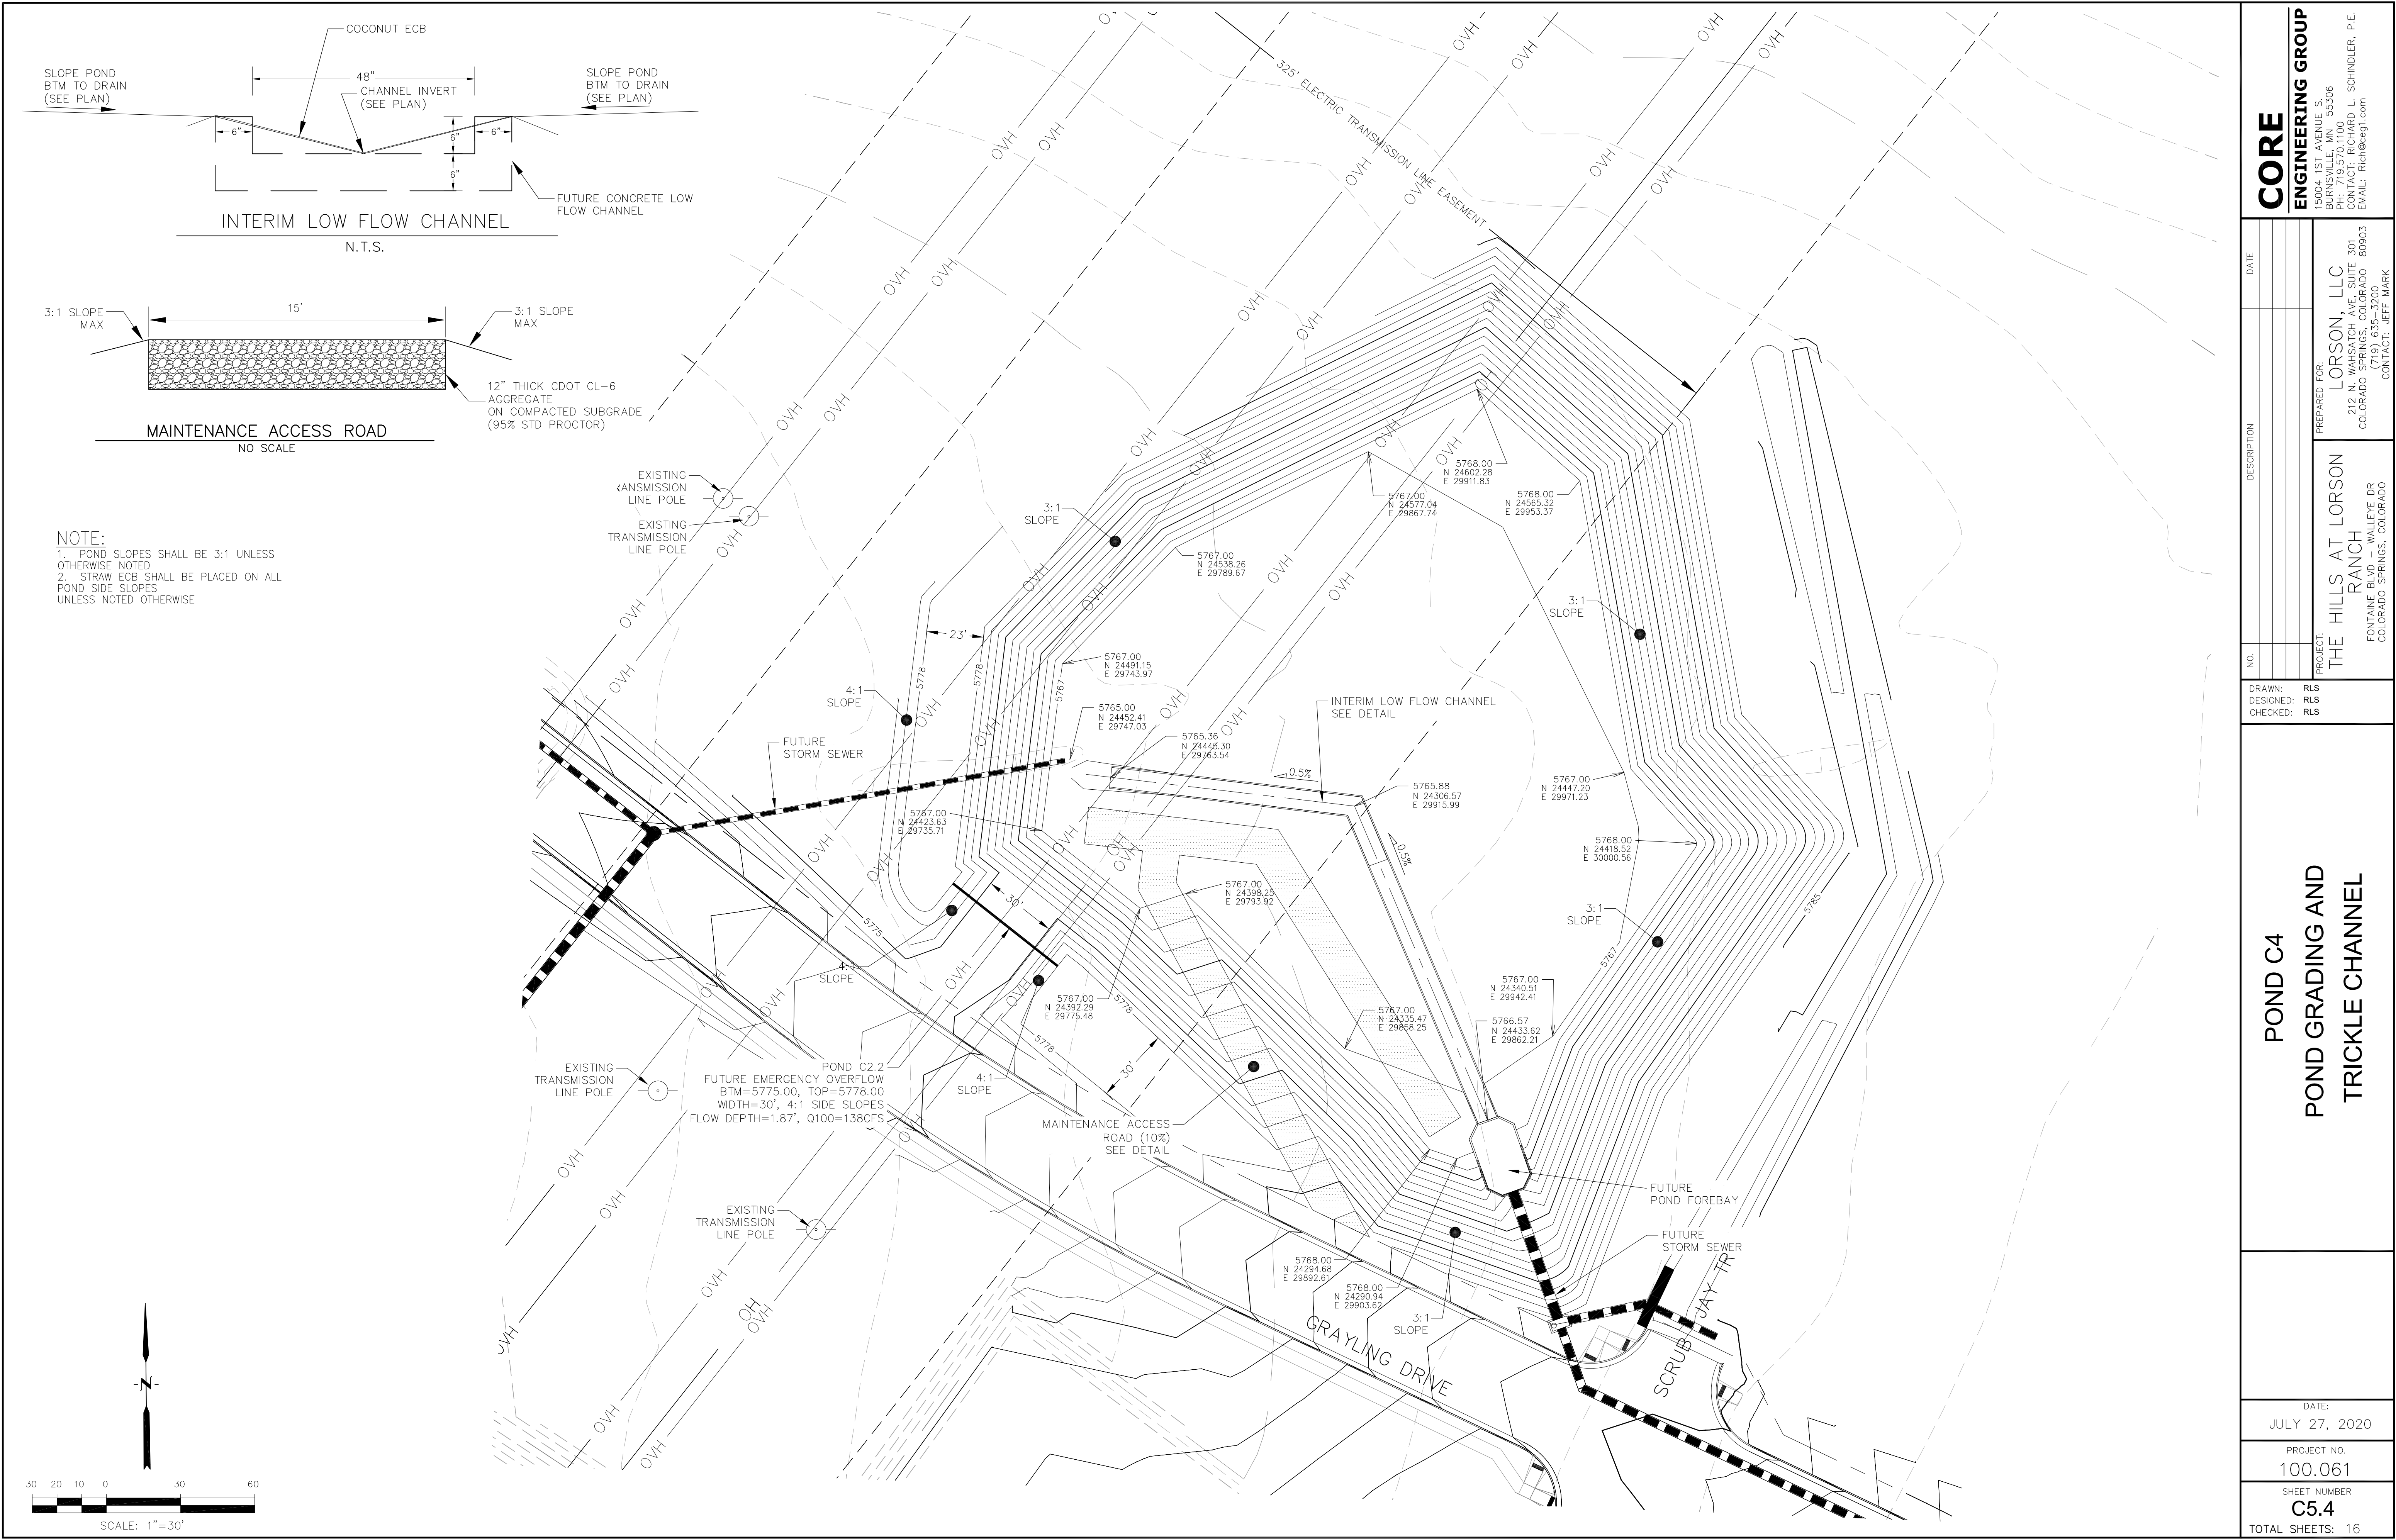 COCONUT ECB
SLOPE POND
BTM TO DRAIN
(SEE PLAN)
48"
CHANNEL INVERT
(SEE PLAN)
SLOPE POND
BTM TO DRAIN
(SEE PLAN)
6"
6"
6"
6"
FUTURE CONCRETE LOW
FLOW CHANNEL
INTERIM LOW FLOW CHANNEL
N.T.S.
3:1 SLOPE
MAX
15'
3:1 SLOPE
MAX
12" THICK CDOT CL-6
AGGREGATE
ON COMPACTED SUBGRADE
(95% STD PROCTOR)
MAINTENANCE ACCESS ROAD
NO SCALE
NOTE:
1. POND SLOPES SHALL BE 3:1 UNLESS
OTHERWISE NOTED
2. STRAW ECB SHALL BE PLACED ON ALL
POND SIDE SLOPES
UNLESS NOTED OTHERWISE
325' ELECTRIC TRANSMISSION LINE EASEMENT
OVH
OVH
OVH
OVH
OVH
OVH
OVH
OVH
OVH
OVH
EXISTING
ANSMISSION
LINE POLE
EXISTING
TRANSMISSION
LINE POLE
3:1
SLOPE
5768.00
N 24602.28
E 29911.83
5767.00
N 24577.04
E 29867.74
5768.00
N 24565.32
E 29953.37
5767.00
N 24538.26
E 29789.67
3:1
SLOPE
23'
5778
5778
5767
5767.00
N 24491.15
E 29743.97
4:1
SLOPE
5765.00
N 24452.41
E 29747.03
INTERIM LOW FLOW CHANNEL
SEE DETAIL
FUTURE
STORM SEWER
5765.36
N 24445.30
E 29763.54
0.5%
5765.88
N 24306.57
E 29915.99
5767.00
N 24447.20
E 29971.23
5767.00
N 24423.63
E 29735.71
0.5%
5768.00
N 24418.52
E 30000.56
5767.00
N 24398.25
E 29793.92
30'
5775
3:1
SLOPE
5785
5767
4:1
SLOPE
5767.00
N 24392.29
E 29775.48
5778
5767.00
N 24340.51
E 29942.41
5767.00
N 24335.47
E 29858.25
5766.57
N 24433.62
E 29862.21
5778
30'
EXISTING
TRANSMISSION
LINE POLE
POND C2.2
FUTURE EMERGENCY OVERFLOW
BTM=5775.00, TOP=5778.00
WIDTH=30', 4:1 SIDE SLOPES
FLOW DEPTH=1.87', Q100=138CFS
4:1
SLOPE
MAINTENANCE ACCESS
ROAD (10%)
SEE DETAIL
FUTURE
POND FOREBAY
EXISTING
TRANSMISSION
LINE POLE
FUTURE
STORM SEWER
5768.00
N 24294.68
E 29892.61
5768.00
N 24290.94
E 29903.62
3:1
SLOPE
GRAYLING DRIVE
SCRUB JAY TR
N
30 20 10 0 30 60
SCALE: 1"=30'
CORE
ENGINEERING GROUP
15004 1ST AVENUE S.
BURNSVILLE, MN 55306
PH: 719.570.1100
CONTACT: RICHARD L. SCHINDLER, P.E.
EMAIL: Rich@ceg1.com
DATE
DESCRIPTION
NO.
PREPARED FOR:
LORSON, LLC
212 N. WAHSATCH AVE, SUITE 301
COLORADO SPRINGS, COLORADO 80903
(719) 635-3200
CONTACT: JEFF MARK
PROJECT:
THE HILLS AT LORSON
RANCH
FONTAINE BLVD - WALLEYE DR
COLORADO SPRINGS, COLORADO
DRAWN: RLS
DESIGNED: RLS
CHECKED: RLS
POND C4
POND GRADING AND
TRICKLE CHANNEL
DATE:
JULY 27, 2020
PROJECT NO.
100.061
SHEET NUMBER
C5.4
TOTAL SHEETS: 16